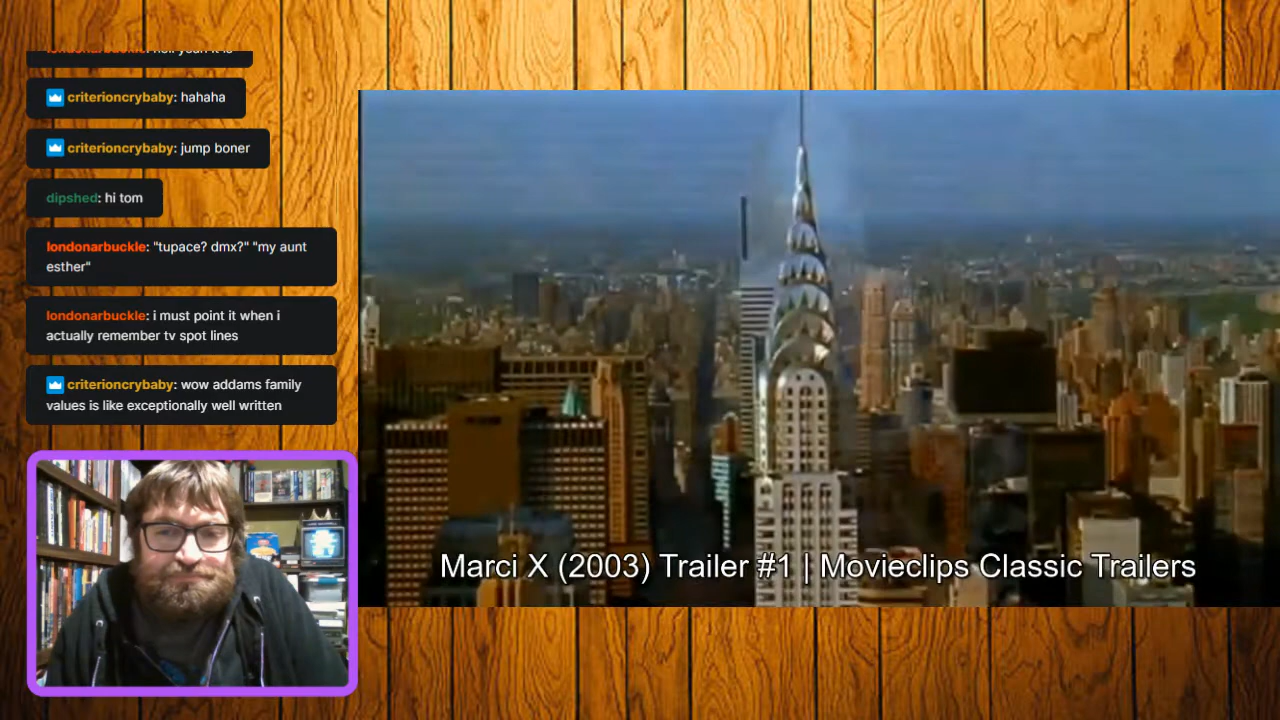 criterioncrybaby: hahaha
criterioncrybaby: jump boner
dipshed: hi tom
londonarbuckle: "tupace? dmx?" "my aunt
esther"
londonarbuckle: i must point it when i
actually remember tv spot lines
criterioncrybaby: wow addams family
values is like exceptionally well written
Marci X (2003) Trailer #1 | Movieclips Classic Trailers